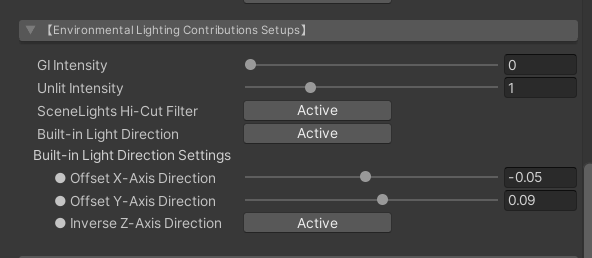 【Environmental Lighting Contributions Setups】
GI Intensity 0
Unlit Intensity 1
SceneLights Hi-Cut Filter Active
Built-in Light Direction Active
Built-in Light Direction Settings
● Offset X-Axis Direction -0.05
● Offset Y-Axis Direction 0.09
● Inverse Z-Axis Direction Active